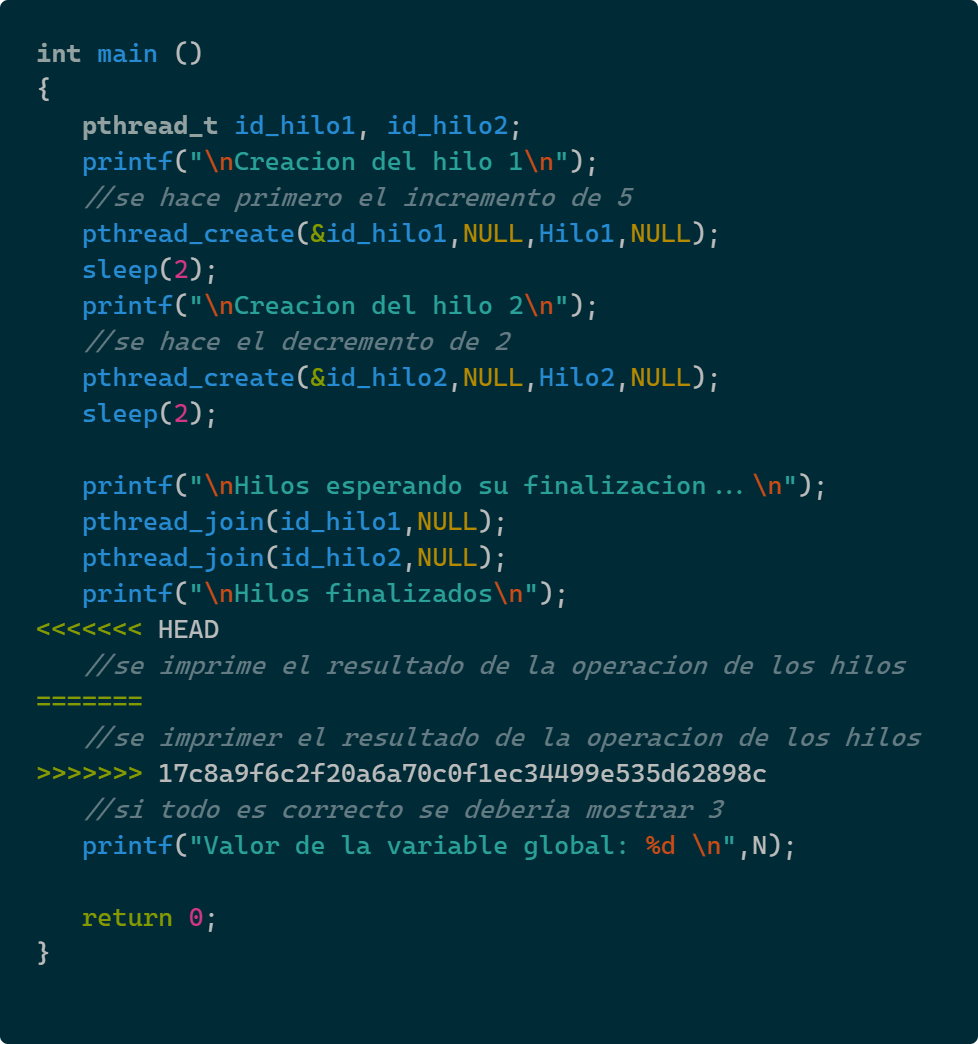 int main ()
{
   pthread_t id_hilo1, id_hilo2;
   printf("\nCreacion del hilo 1\n");
   //se hace primero el incremento de 5
   pthread_create(&id_hilo1,NULL,Hilo1,NULL);
   sleep(2);
   printf("\nCreacion del hilo 2\n");
   //se hace el decremento de 2
   pthread_create(&id_hilo2,NULL,Hilo2,NULL);
   sleep(2);

   printf("\nHilos esperando su finalizacion...\n");
   pthread_join(id_hilo1,NULL);
   pthread_join(id_hilo2,NULL);
   printf("\nHilos finalizados\n");
<<<<<<< HEAD
   //se imprime el resultado de la operacion de los hilos
=======
   //se imprimer el resultado de la operacion de los hilos
>>>>>>> 17c8a9f6c2f20a6a70c0f1ec34499e535d62898c
   //si todo es correcto se deberia mostrar 3
   printf("Valor de la variable global: %d \n",N);

   return 0;
}